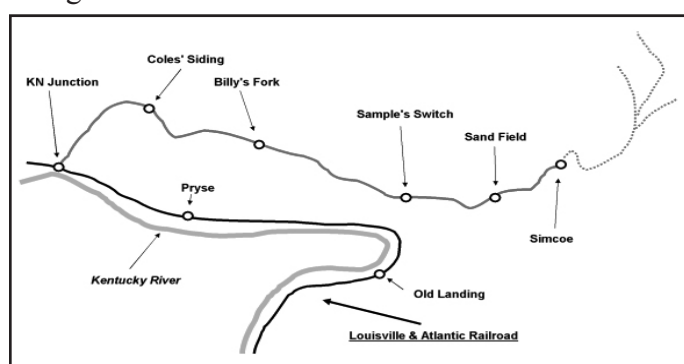 Coles' Siding
KN Junction
Billy's Fork
Sample's Switch
Sand Field
Pryse
Simcoe
Kentucky River
Old Landing
Louisville & Atlantic Railroad